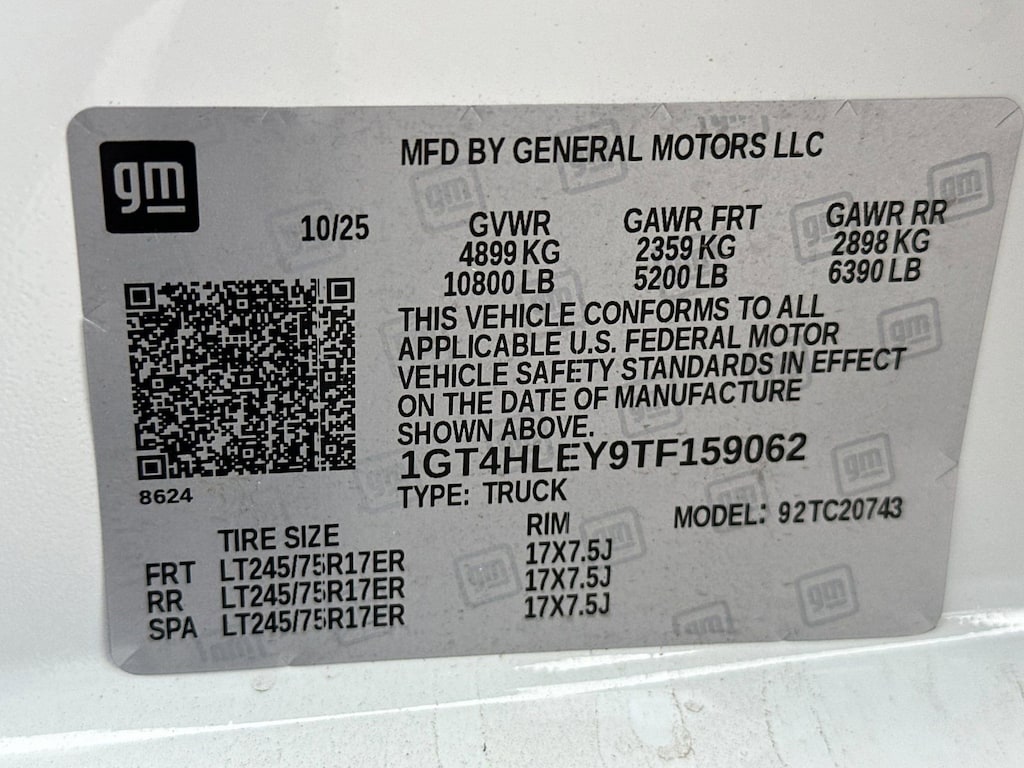 gm
MFD BY GENERAL MOTORS LLC
10/25 GVWR GAWR FRT GAWR RR
4899 KG 2359 KG 2898 KG
10800 LB 5200 LB 6390 LB
THIS VEHICLE CONFORMS TO ALL
APPLICABLE U.S. FEDERAL MOTOR
VEHICLE SAFETY STANDARDS IN EFFECT
ON THE DATE OF MANUFACTURE
SHOWN ABOVE.
1GT4HLEY9TF159062
8624
TYPE: TRUCK MODEL: 92TC20743
TIRE SIZE RIM
FRT LT245/75R17ER 17X7.5J
RR LT245/75R17ER 17X7.5J
SPA LT245/75R17ER 17X7.5J